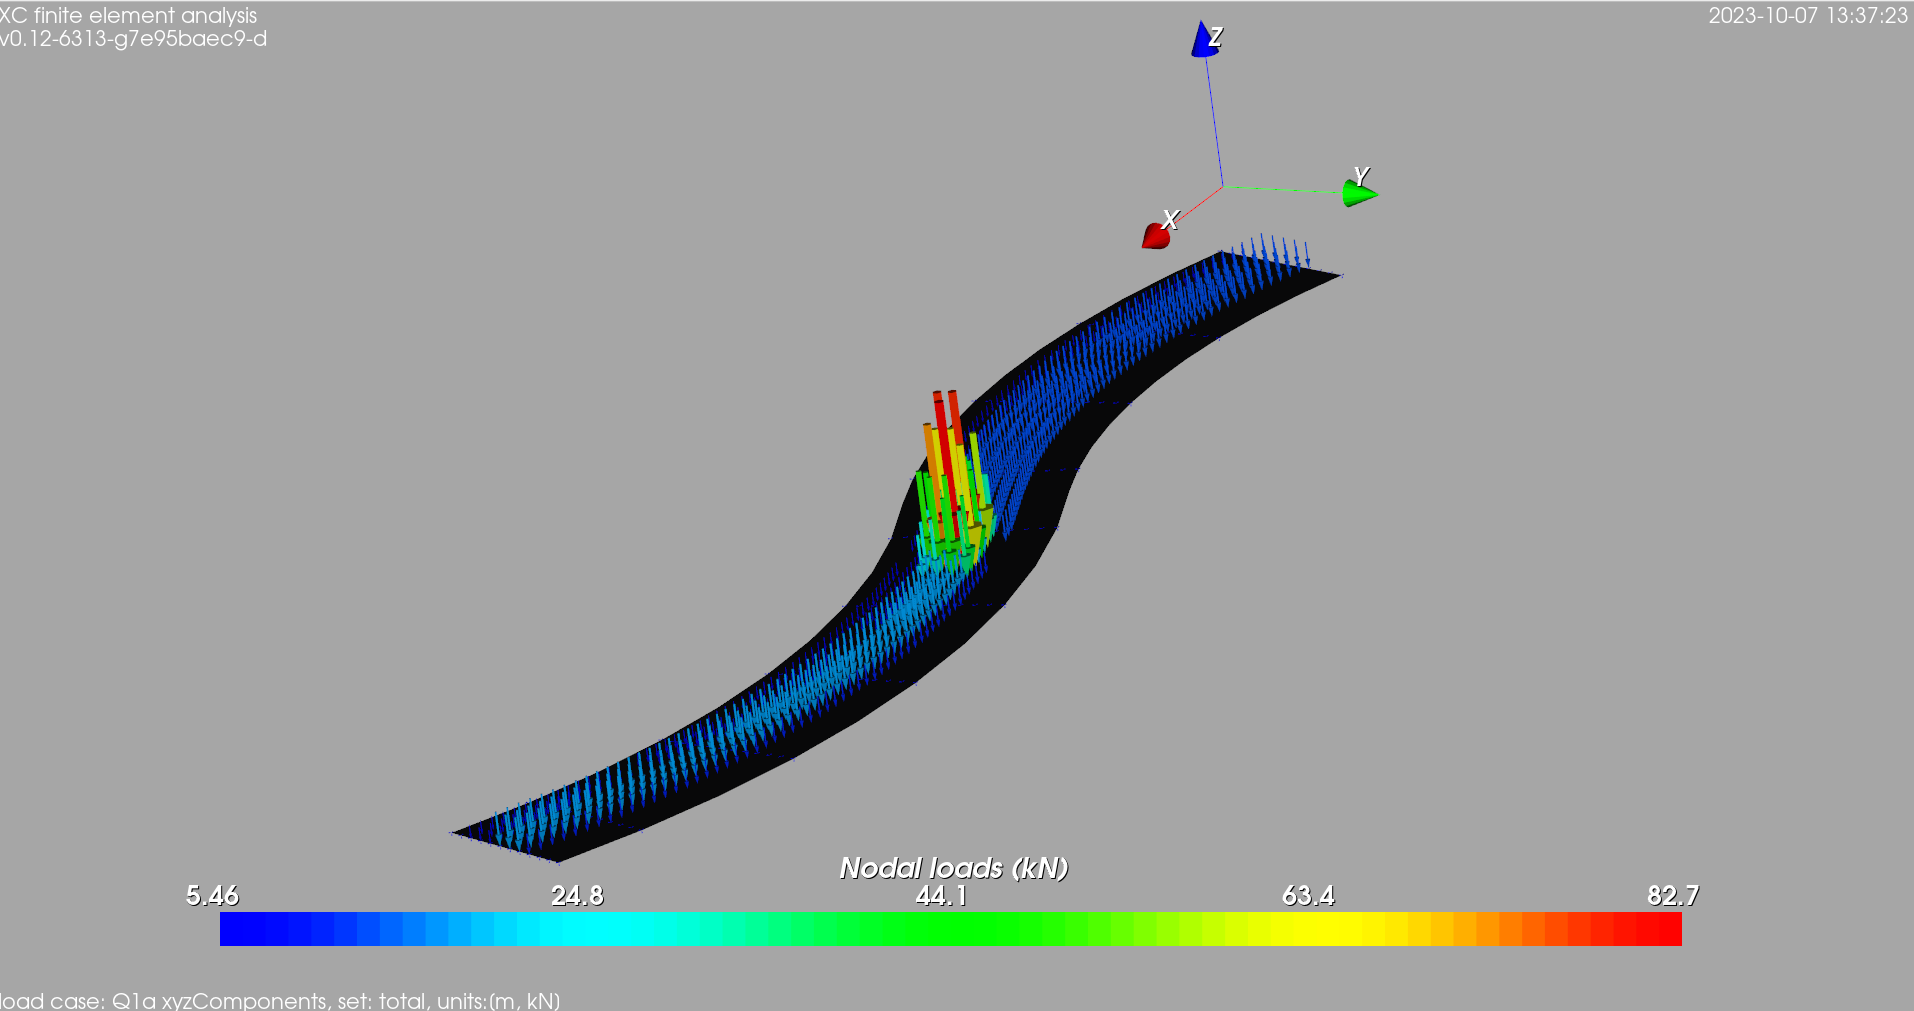 XC finite element analysis
v0.12-6313-g7e95baec9-d
2023-10-07 13:37:23
Z
Y
X
Nodal loads (kN)
5.46 24.8 44.1 63.4 82.7
load case: Q1a xyzComponents, set: total, units:[m, kN]